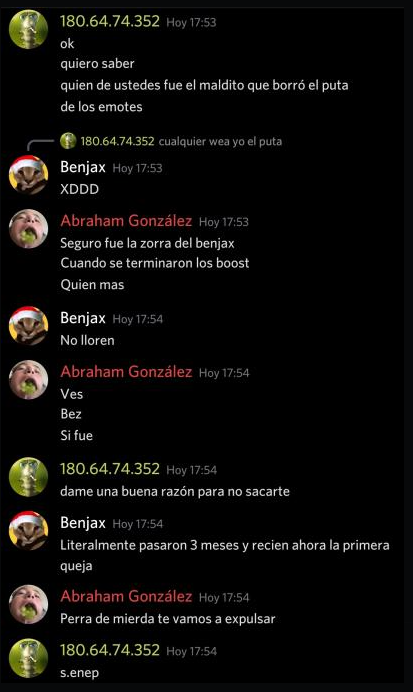 180.64.74.352 Hoy 17:53
ok
quiero saber
quien de ustedes fue el maldito que borró el puta
de los emotes
180.64.74.352 cualquier wea yo el puta
Benjax Hoy 17:53
XDDD
Abraham González Hoy 17:53
Seguro fue la zorra del benjax
Cuando se terminaron los boost
Quien mas
Benjax Hoy 17:54
No lloren
Abraham González Hoy 17:54
Ves
Bez
Si fue
180.64.74.352 Hoy 17:54
dame una buena razón para no sacarte
Benjax Hoy 17:54
Literalmente pasaron 3 meses y recien ahora la primera
queja
Abraham González Hoy 17:54
Perra de mierda te vamos a expulsar
180.64.74.352 Hoy 17:54
s.enep